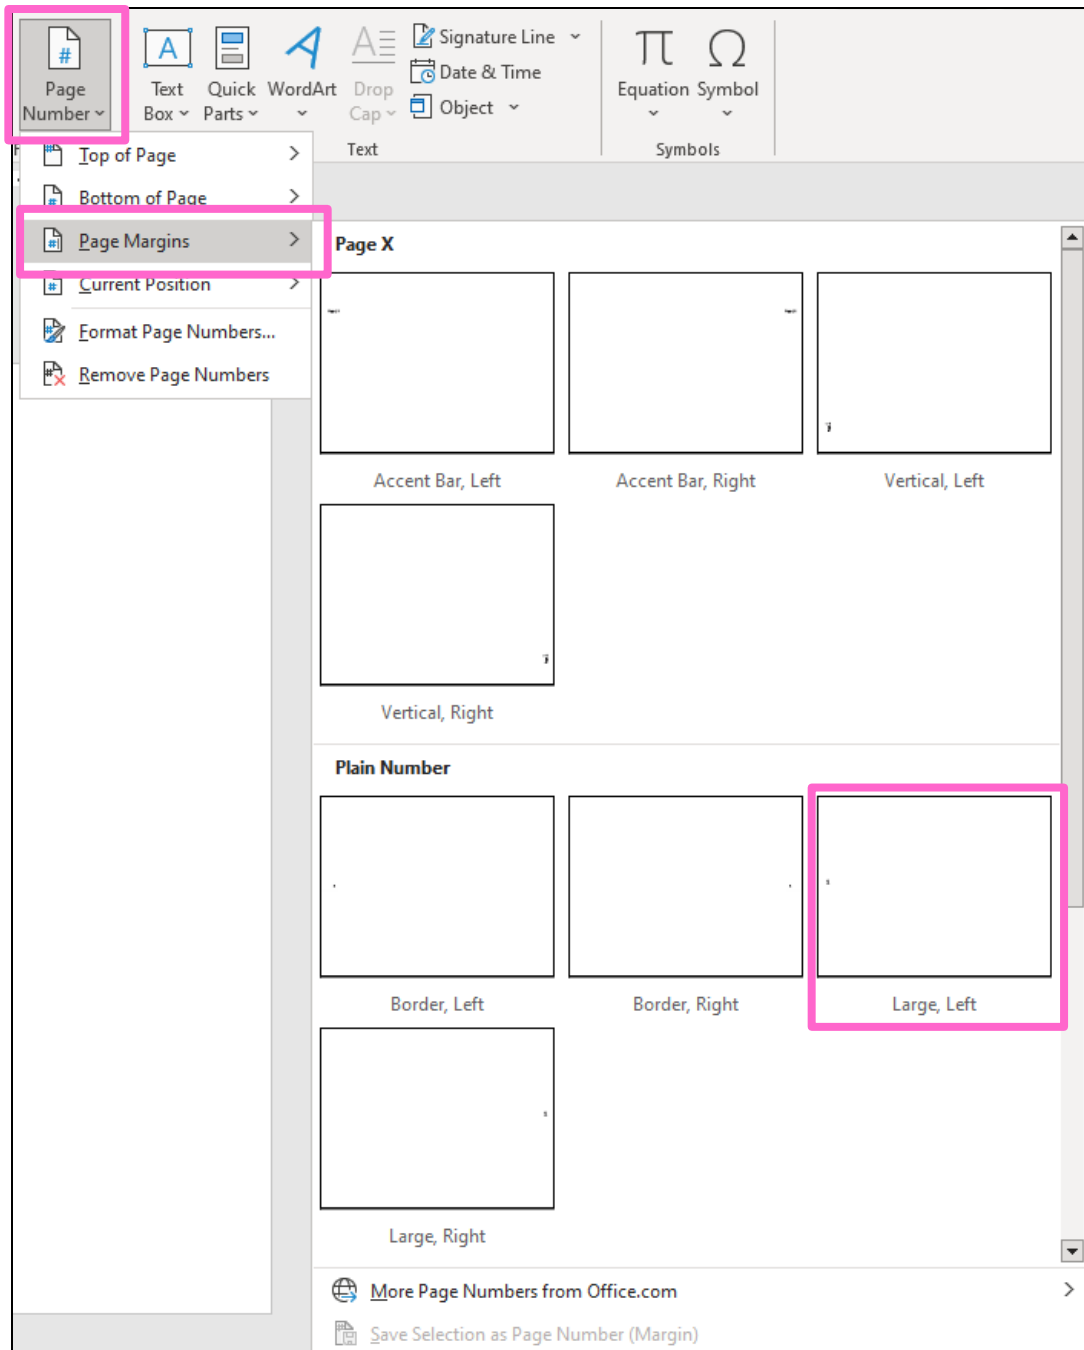 Page Number
Text Box
Quick Parts
WordArt
Drop Cap
Signature Line
Date & Time
Object
Equation
Symbol
Text
Symbols
Top of Page
Bottom of Page
Page Margins
Current Position
Format Page Numbers...
Remove Page Numbers
Page X
Accent Bar, Left
Accent Bar, Right
Vertical, Left
Vertical, Right
Plain Number
Border, Left
Border, Right
Large, Left
Large, Right
More Page Numbers from Office.com
Save Selection as Page Number (Margin)